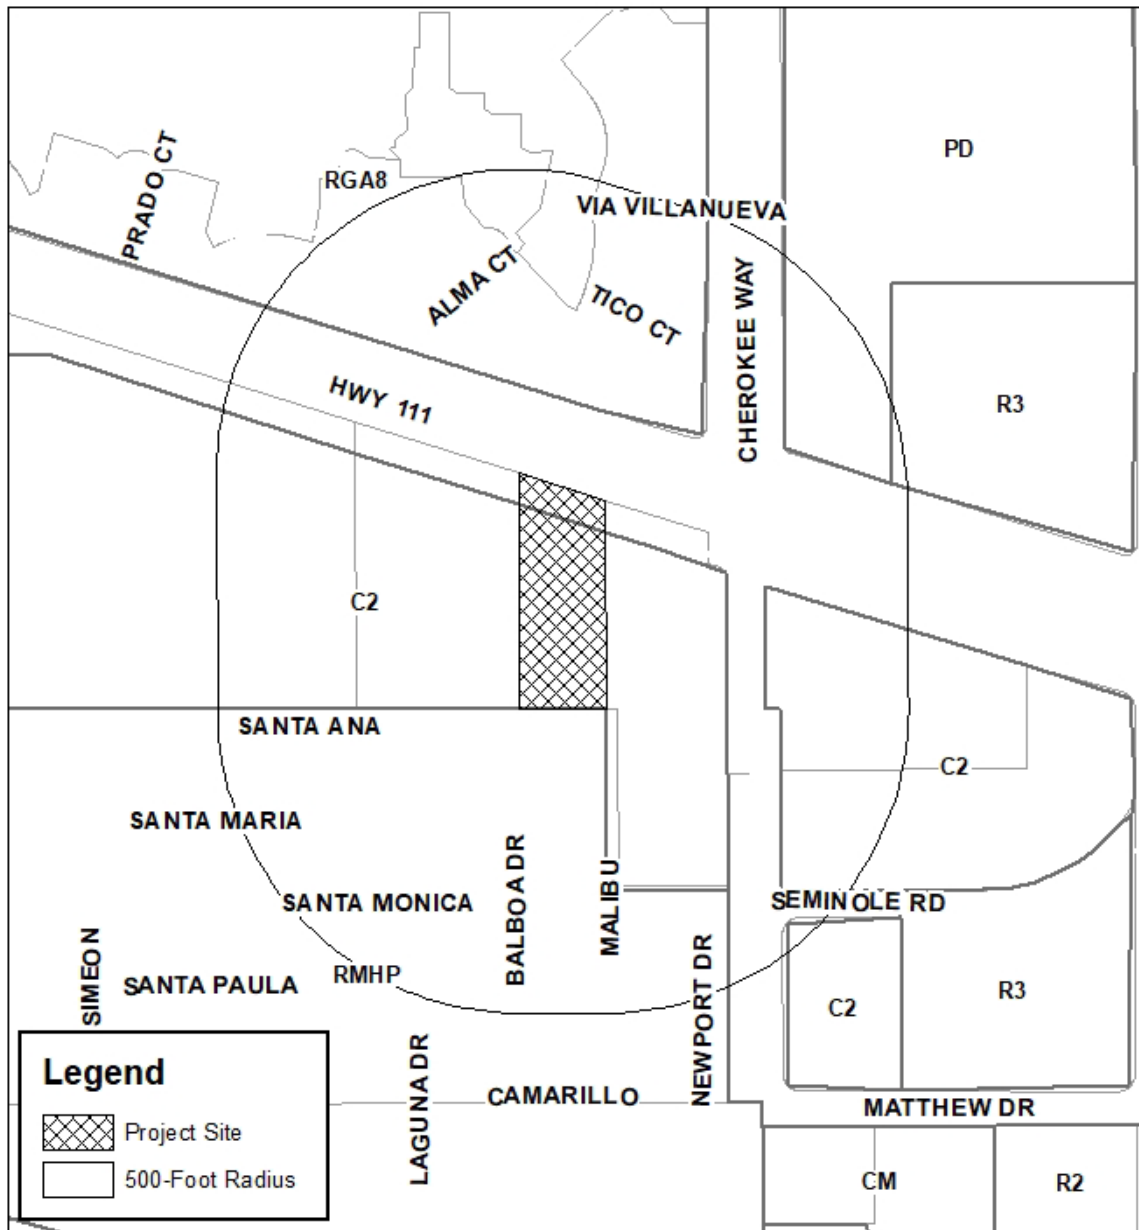 PD
PRADO CT
RGA8
VIA VILLANUEVA
ALMA CT
TICO CT
CHEROKEE WAY
HWY 111
R3
C2
SANTA ANA
C2
SANTA MARIA
SANTA MONICA
BALBOA DR
MALIBU
SEMINOLE RD
SIMEON
SANTA PAULA
RMHP
NEWPORT DR
C2
R3
LAGUNA DR
CAMARILLO
MATTHEW DR
CM
R2
Legend
Project Site
500-Foot Radius